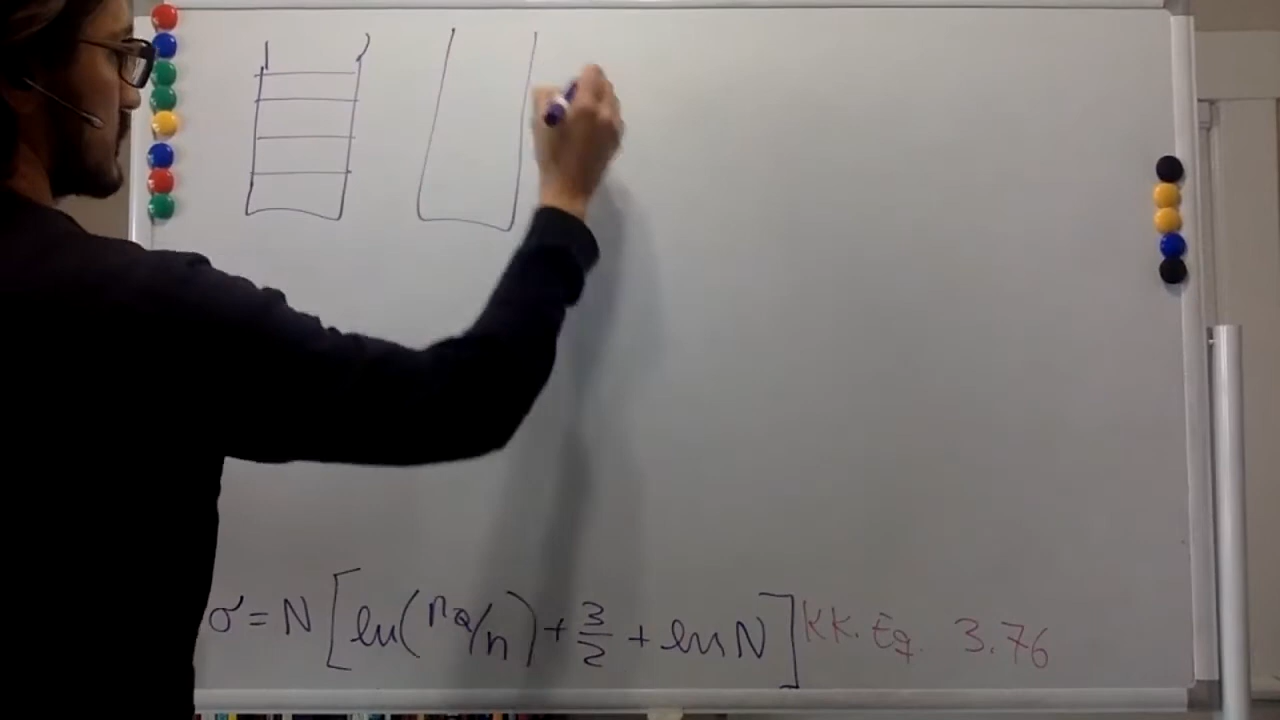 σ = N [ln(nQ/n) + 3/2 + ln N] KK. Eq. 3.76